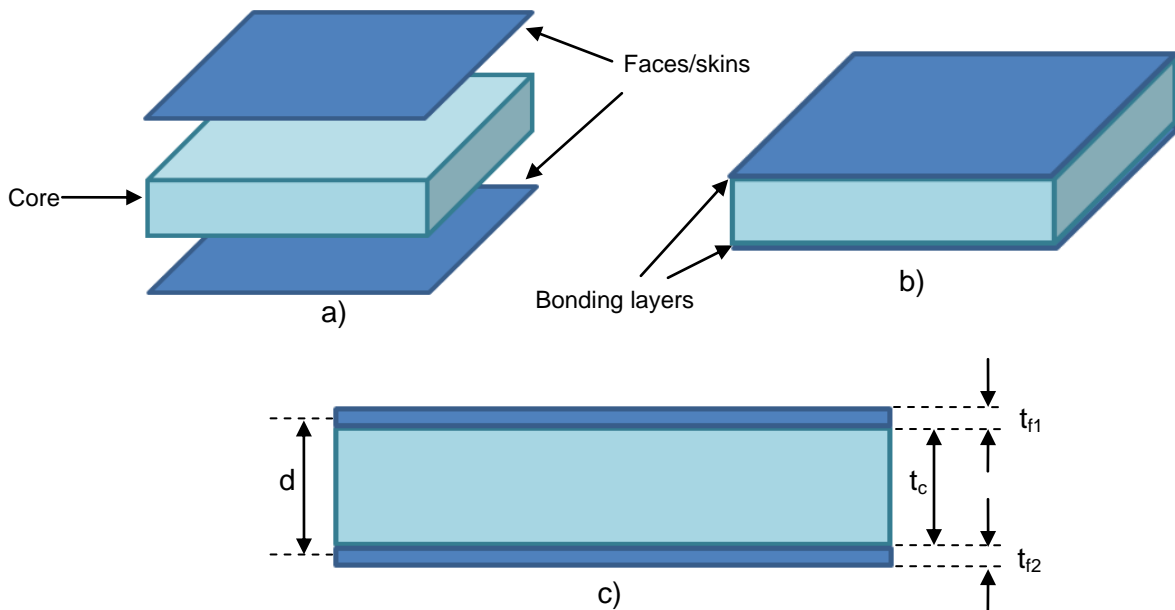 Faces/skins
Core
a)
Bonding layers
b)
d
t_c
t_f1
t_f2
c)